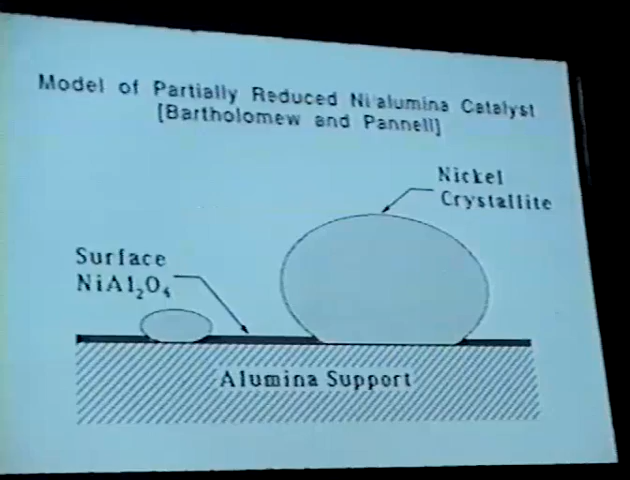 Model of Partially Reduced Ni/alumina Catalyst
[Bartholomew and Pannell]
Nickel
Crystallite
Surface
NiAl₂O₄
Alumina Support